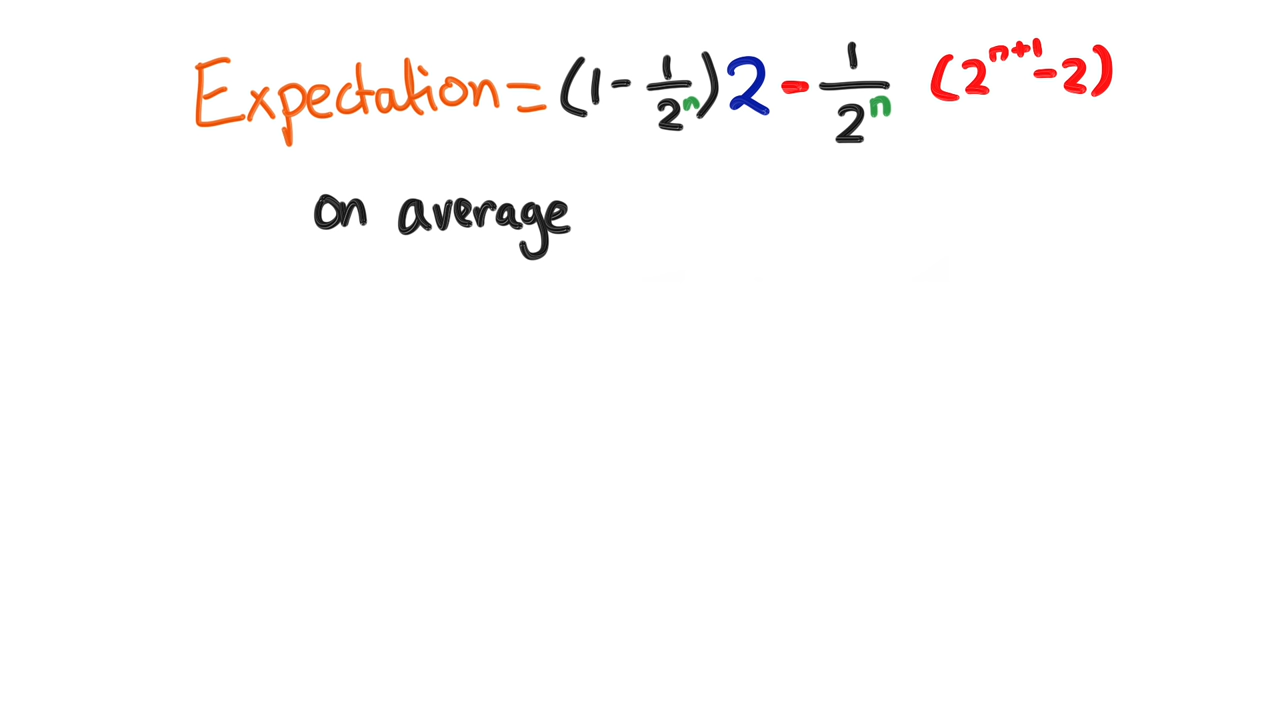 Expectation = (1 - 1/2^n) 2 - 1/2^n (2^{n+1} - 2)
on average